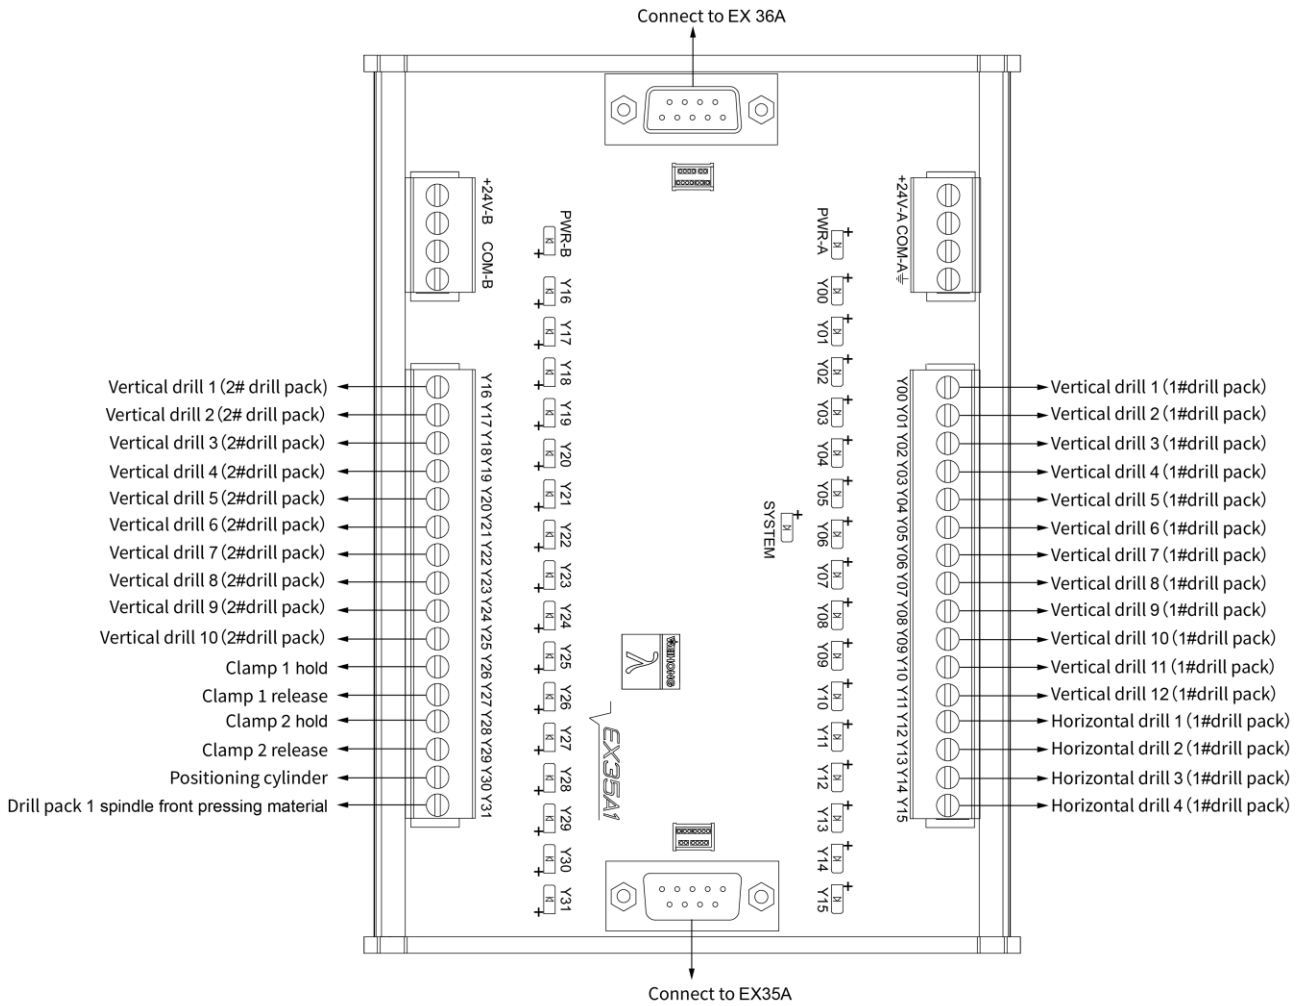 Connect to EX 36A
+24V-B COM-B
+24V-A COM-A
PWR-B
Y16
Y17
Y18
Y19
Y20
Y21
Y22
Y23
Y24
Y25
Y26
Y27
Y28
Y29
Y30
Y31
PWR-A
Y00
Y01
Y02
Y03
Y04
Y05
Y06
Y07
Y08
Y09
Y10
Y11
Y12
Y13
Y14
Y15
SYSTEM
WEIHONG
EX35A1
Vertical drill 1 (2# drill pack)
Vertical drill 2 (2# drill pack)
Vertical drill 3 (2#drill pack)
Vertical drill 4 (2#drill pack)
Vertical drill 5 (2#drill pack)
Vertical drill 6 (2#drill pack)
Vertical drill 7 (2#drill pack)
Vertical drill 8 (2#drill pack)
Vertical drill 9 (2#drill pack)
Vertical drill 10 (2#drill pack)
Clamp 1 hold
Clamp 1 release
Clamp 2 hold
Clamp 2 release
Positioning cylinder
Drill pack 1 spindle front pressing material
Y16 Y17 Y18 Y19 Y20 Y21 Y22 Y23 Y24 Y25 Y26 Y27 Y28 Y29 Y30 Y31
Y00 Y01 Y02 Y03 Y04 Y05 Y06 Y07 Y08 Y09 Y10 Y11 Y12 Y13 Y14 Y15
Vertical drill 1 (1#drill pack)
Vertical drill 2 (1#drill pack)
Vertical drill 3 (1#drill pack)
Vertical drill 4 (1#drill pack)
Vertical drill 5 (1#drill pack)
Vertical drill 6 (1#drill pack)
Vertical drill 7 (1#drill pack)
Vertical drill 8 (1#drill pack)
Vertical drill 9 (1#drill pack)
Vertical drill 10 (1#drill pack)
Vertical drill 11 (1#drill pack)
Vertical drill 12 (1#drill pack)
Horizontal drill 1 (1#drill pack)
Horizontal drill 2 (1#drill pack)
Horizontal drill 3 (1#drill pack)
Horizontal drill 4 (1#drill pack)
Connect to EX35A